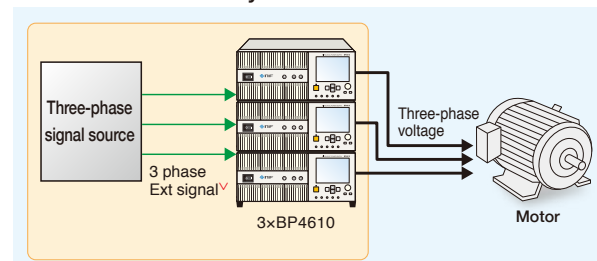 Three-phase
signal source
3 phase
Ext signal
3×BP4610
Three-phase
voltage
Motor